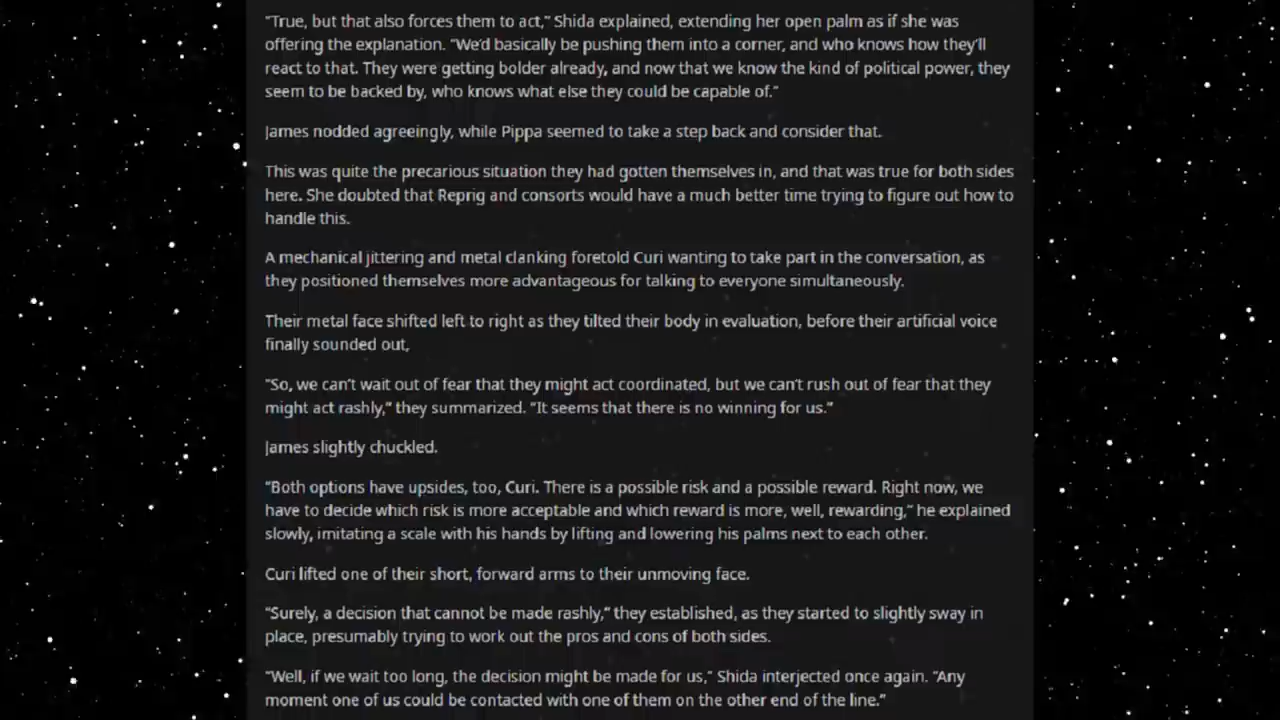 “True, but that also forces them to act,” Shida explained, extending her open palm as if she was
offering the explanation. “We’d basically be pushing them into a corner, and who knows how they’ll
react to that. They were getting bolder already, and now that we know the kind of political power, they
seem to be backed by, who knows what else they could be capable of.”
James nodded agreeingly, while Pippa seemed to take a step back and consider that.
This was quite the precarious situation they had gotten themselves in, and that was true for both sides
here. She doubted that Reprig and consorts would have a much better time trying to figure out how to
handle this.
A mechanical jittering and metal clanking foretold Curi wanting to take part in the conversation, as
they positioned themselves more advantageous for talking to everyone simultaneously.
Their metal face shifted left to right as they tilted their body in evaluation, before their artificial voice
finally sounded out,
“So, we can’t wait out of fear that they might act coordinated, but we can’t rush out of fear that they
might act rashly,” they summarized. “It seems that there is no winning for us.”
James slightly chuckled.
“Both options have upsides, too, Curi. There is a possible risk and a possible reward. Right now, we
have to decide which risk is more acceptable and which reward is more, well, rewarding,” he explained
slowly, imitating a scale with his hands by lifting and lowering his palms next to each other.
Curi lifted one of their short, forward arms to their unmoving face.
“Surely, a decision that cannot be made rashly,” they established, as they started to slightly sway in
place, presumably trying to work out the pros and cons of both sides.
“Well, if we wait too long, the decision might be made for us,” Shida interjected once again. “Any
moment one of us could be contacted with one of them on the other end of the line.”